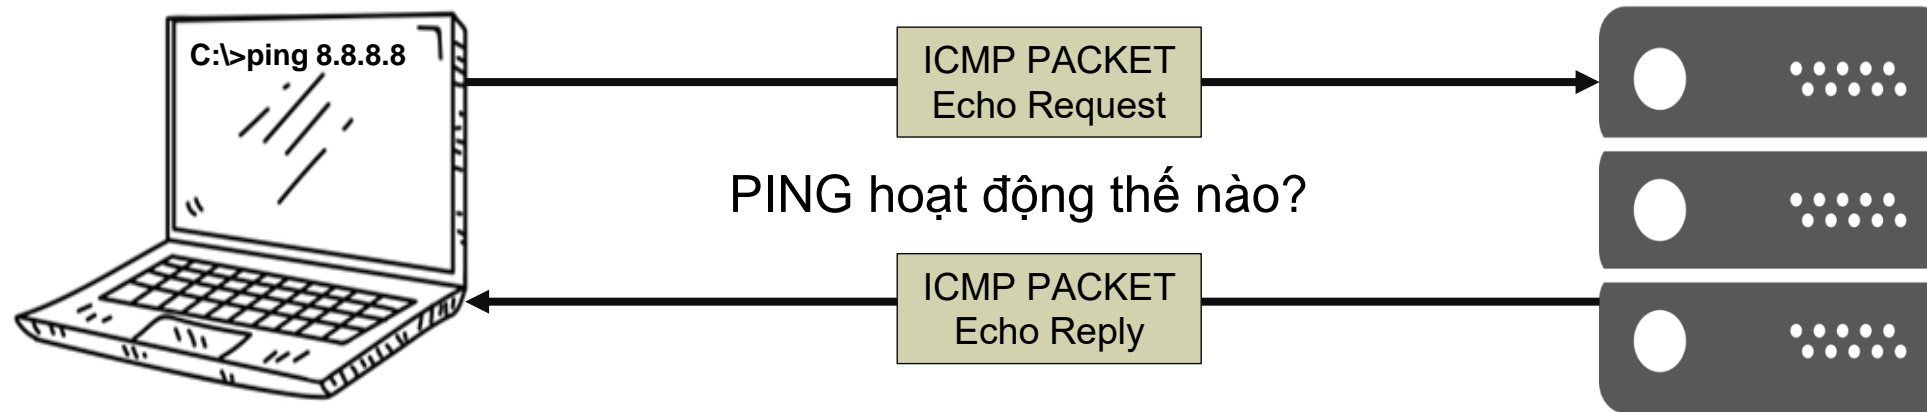 C:\>ping 8.8.8.8
ICMP PACKET
Echo Request
PING hoạt động thế nào?
ICMP PACKET
Echo Reply